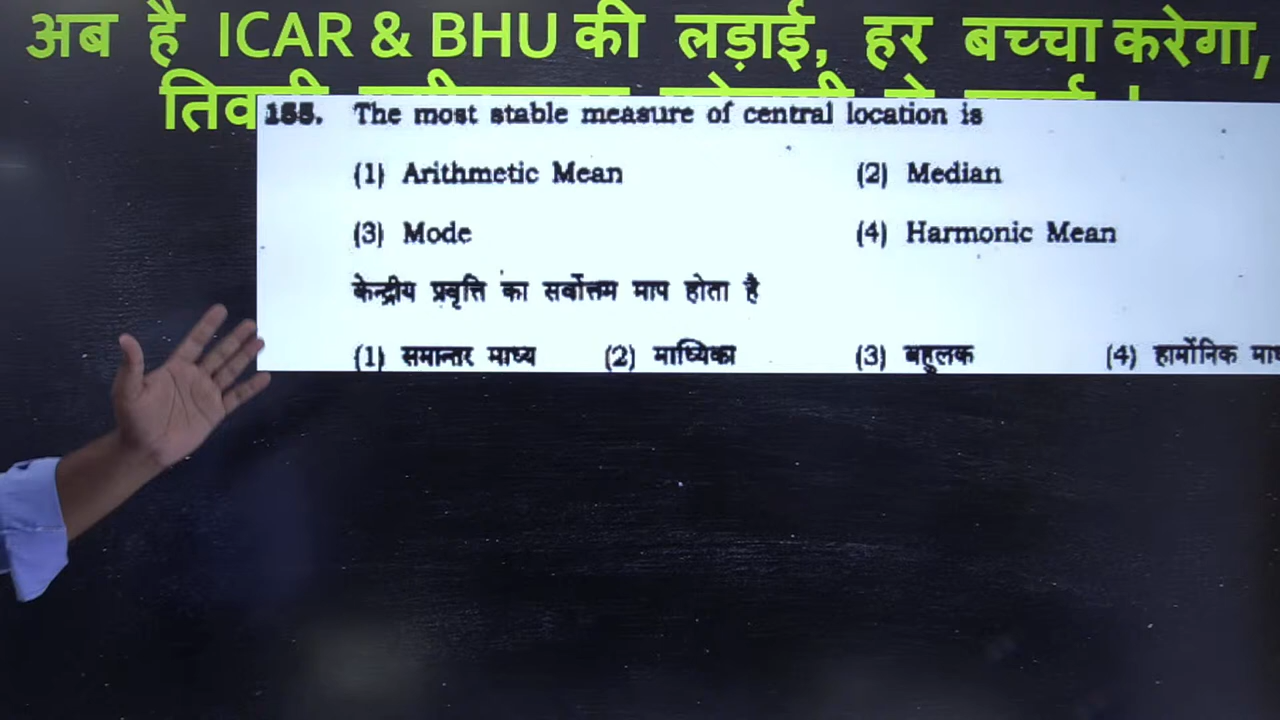 अब है ICAR & BHU की लड़ाई, हर बच्चा करेगा,
155. The most stable measure of central location is
(1) Arithmetic Mean (2) Median
(3) Mode (4) Harmonic Mean
केन्द्रीय प्रवृत्ति का सर्वोत्तम माप होता है
(1) समान्तर माध्य (2) माध्यिका (3) बहुलक (4) हार्मोनिक